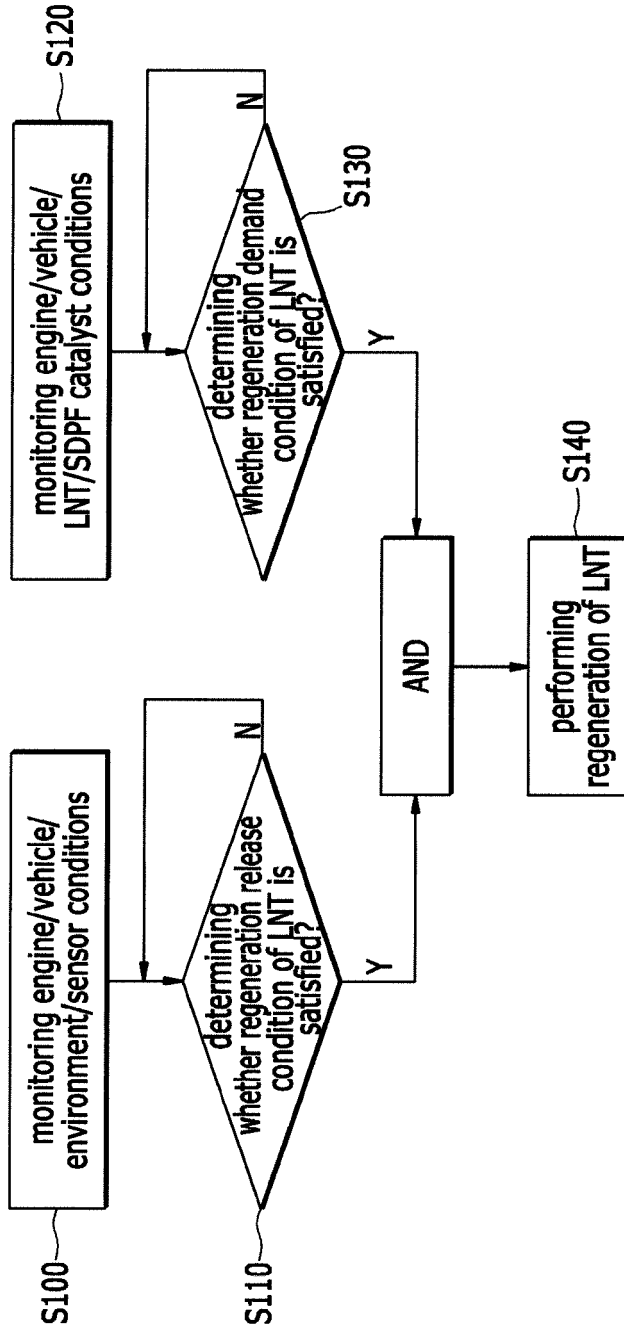 S100
monitoring engine/vehicle/
environment/sensor conditions
S110
determining
whether regeneration release
condition of LNT is
satisfied?
N
Y
monitoring engine/vehicle/
LNT/SDPF catalyst conditions
S120
determining
whether regeneration demand
condition of LNT is
satisfied?
S130
N
Y
AND
performing
regeneration of LNT
S140